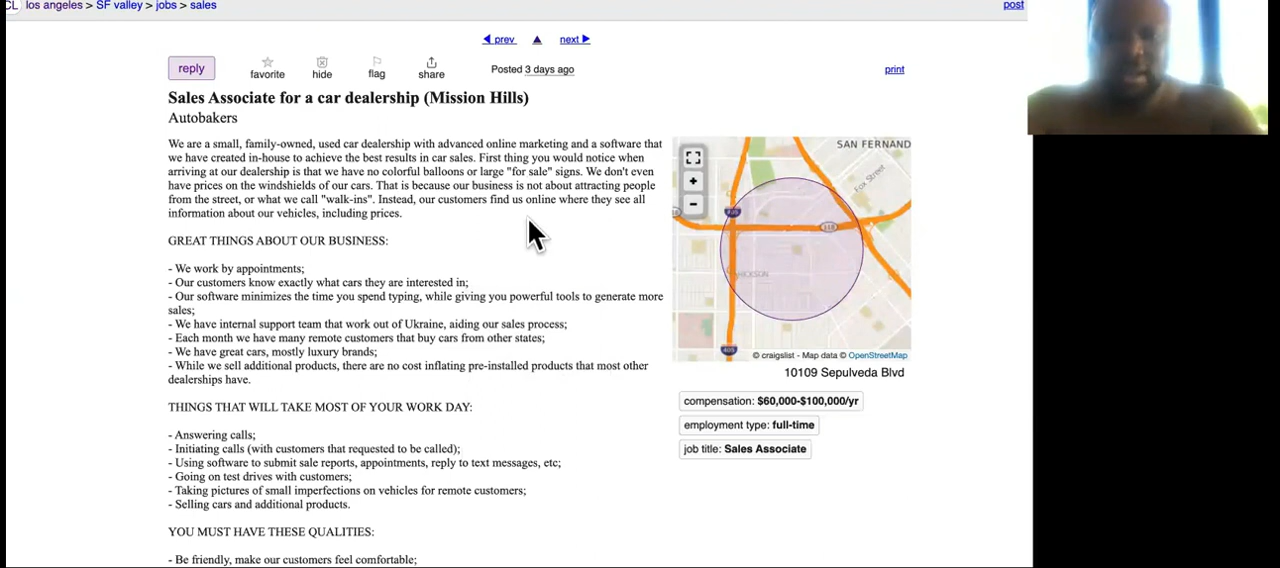 CL los angeles > SF valley > jobs > sales
post
prev
next
reply
favorite
hide
flag
share
Posted 3 days ago
print
Sales Associate for a car dealership (Mission Hills)
Autobakers
We are a small, family-owned, used car dealership with advanced online marketing and a software that
we have created in-house to achieve the best results in car sales. First thing you would notice when
arriving at our dealership is that we have no colorful balloons or large "for sale" signs. We don't even
have prices on the windshields of our cars. That is because our business is not about attracting people
from the street, or what we call "walk-ins". Instead, our customers find us online where they see all
information about our vehicles, including prices.
GREAT THINGS ABOUT OUR BUSINESS:
- We work by appointments;
- Our customers know exactly what cars they are interested in;
- Our software minimizes the time you spend typing, while giving you powerful tools to generate more
sales;
- We have internal support team that work out of Ukraine, aiding our sales process;
- Each month we have many remote customers that buy cars from other states;
- We have great cars, mostly luxury brands;
- While we sell additional products, there are no cost inflating pre-installed products that most other
dealerships have.
THINGS THAT WILL TAKE MOST OF YOUR WORK DAY:
- Answering calls;
- Initiating calls (with customers that requested to be called);
- Using software to submit sale reports, appointments, reply to text messages, etc;
- Going on test drives with customers;
- Taking pictures of small imperfections on vehicles for remote customers;
- Selling cars and additional products.
YOU MUST HAVE THESE QUALITIES:
- Be friendly, make our customers feel comfortable;
SAN FERNAND
Fox Street
+
-
405
118
405
© craigslist - Map data © OpenStreetMap
10109 Sepulveda Blvd
compensation: $60,000-$100,000/yr
employment type: full-time
job title: Sales Associate